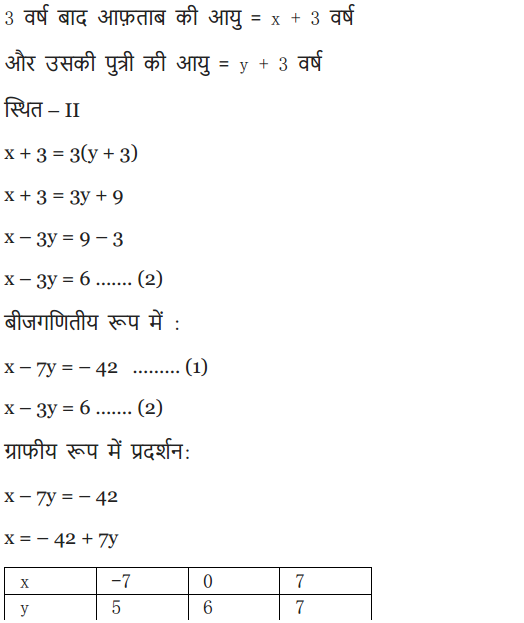 3 वर्ष बाद आफ़ताब की आयु = x + 3 वर्ष
और उसकी पुत्री की आयु = y + 3 वर्ष
स्थित – II
x + 3 = 3(y + 3)
x + 3 = 3y + 9
x – 3y = 9 – 3
x – 3y = 6 ....... (2)
बीजगणितीय रूप में :
x – 7y = – 42 ......... (1)
x – 3y = 6 ....... (2)
ग्राफीय रूप में प्रदर्शन:
x – 7y = – 42
x = – 42 + 7y
x -7 0 7
y 5 6 7